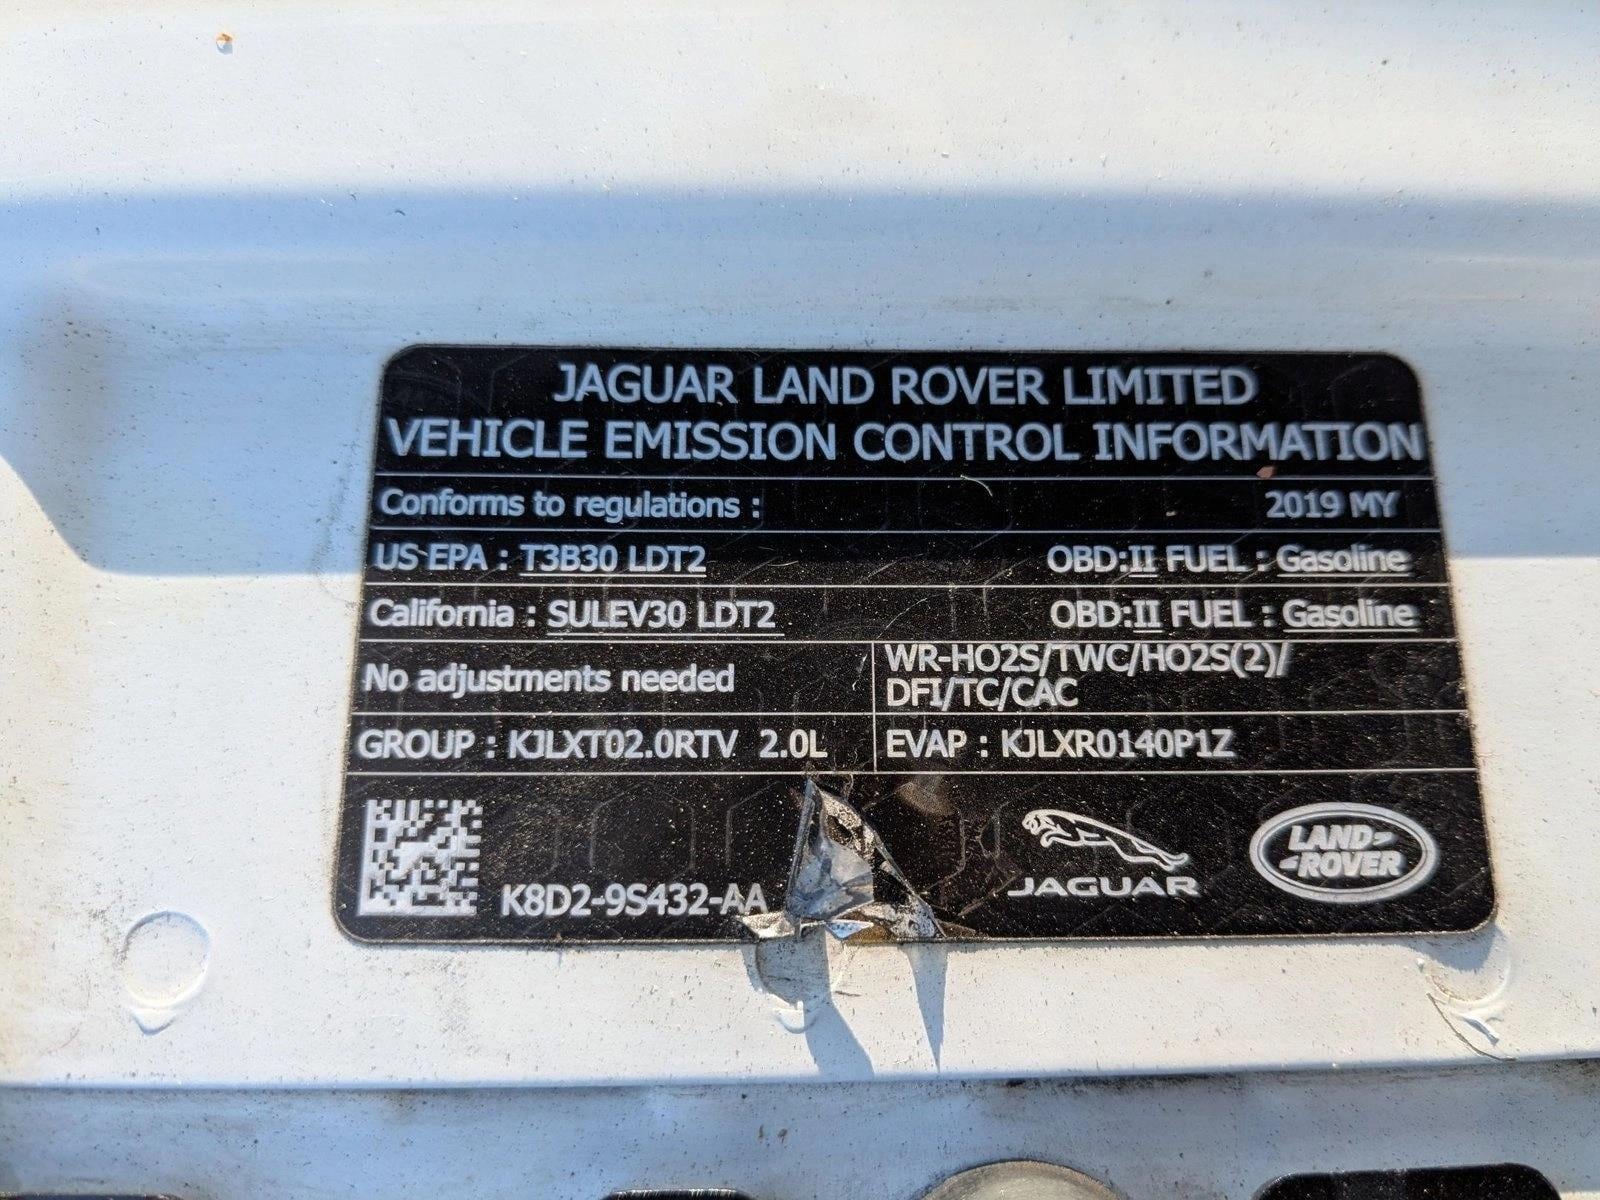 JAGUAR LAND ROVER LIMITED
VEHICLE EMISSION CONTROL INFORMATION
Conforms to regulations : 2019 MY
US EPA : T3B30 LDT2 OBD:II FUEL : Gasoline
California : SULEV30 LDT2 OBD:II FUEL : Gasoline
No adjustments needed
WR-HO2S/TWC/HO2S(2)/
DFI/TC/CAC
GROUP : KJLXT02.0RTV 2.0L EVAP : KJLXR0140P1Z
K8D2-9S432-AA
JAGUAR
LAND-
-ROVER